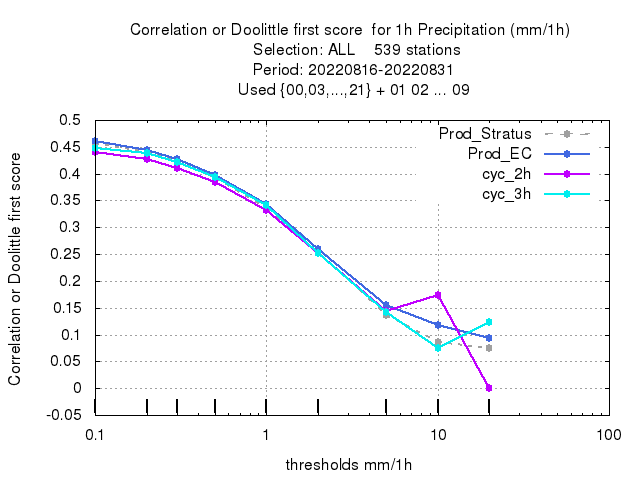 Correlation or Doolittle first score  for 1h Precipitation (mm/1h)
Selection: ALL    539 stations
Period: 20220816-20220831
Used {00,03,...,21} + 01 02 ... 09
Prod_Stratus
Prod_EC
cyc_2h
cyc_3h
Correlation or Doolittle first score
0.5
0.45
0.4
0.35
0.3
0.25
0.2
0.15
0.1
0.05
0
-0.05
0.1 1 10 100
thresholds mm/1h